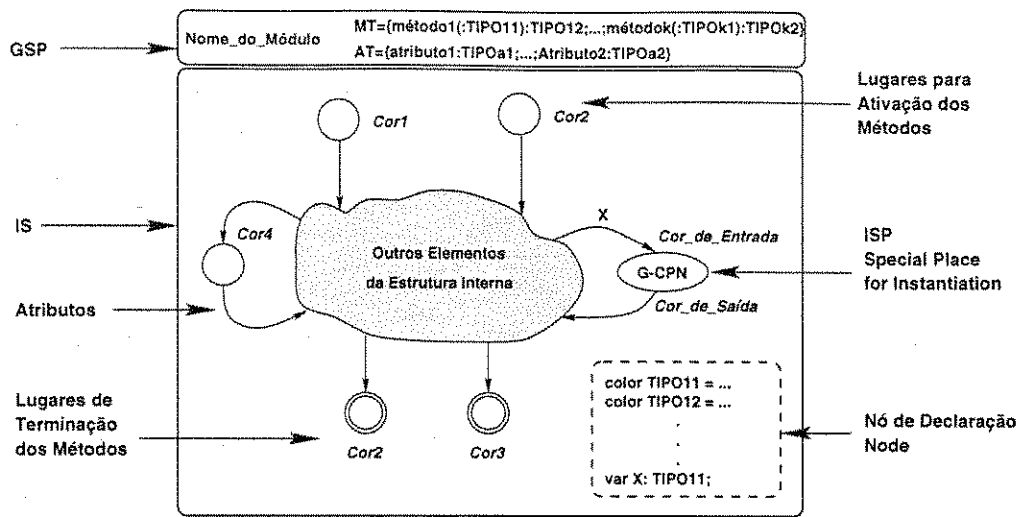 GSP
Nome_do_Módulo
MT={método1(:TIPO11):TIPO12;...;métodok(:TIPOk1):TIPOk2}
AT={atributo1:TIPOa1;...;Atributo2:TIPOa2}
Cor1
Cor2
Lugares para
Ativação dos
Métodos
IS
Cor4
Outros Elementos
da Estrutura Interna
X
Cor_de_Entrada
G-CPN
Cor_de_Saída
ISP
Special Place
for Instantiation
Atributos
Lugares de
Terminação
dos Métodos
Cor2
Cor3
color TIPO11 = ...
color TIPO12 = ...
.
.
.
var X: TIPO11;
Nó de Declaração
Node